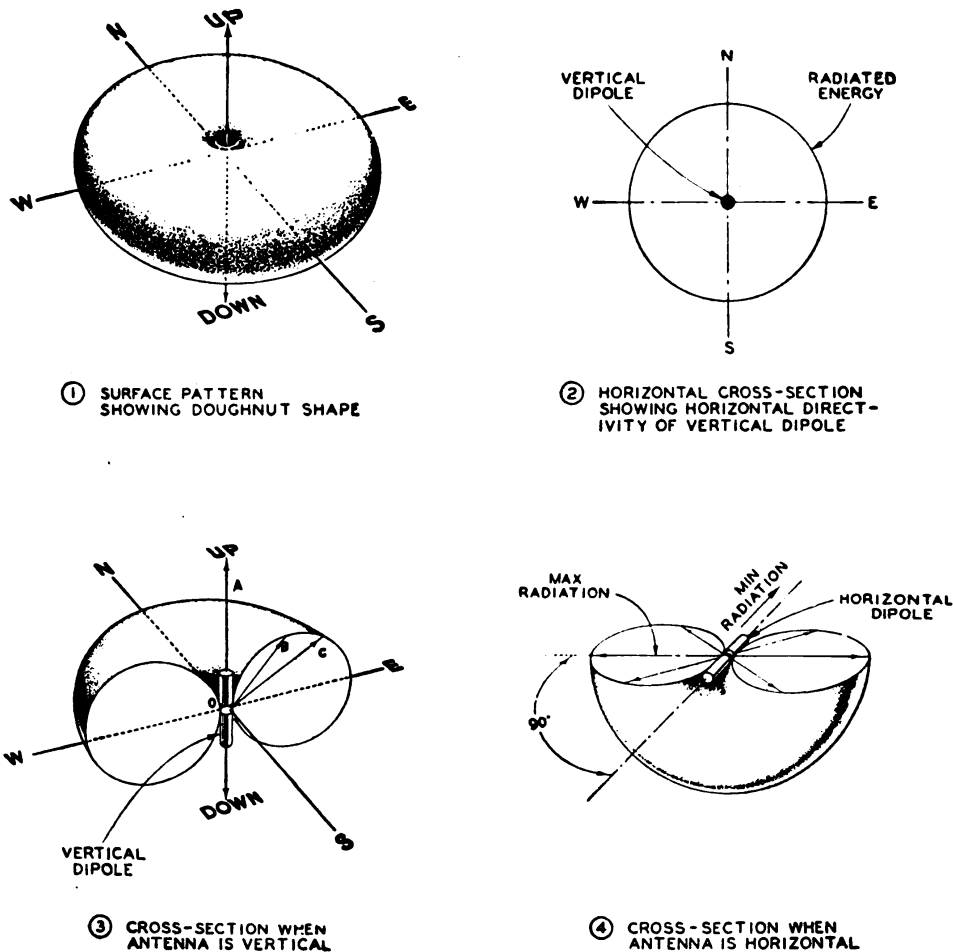 UP
N
E
W
DOWN
S
① SURFACE PATTERN
SHOWING DOUGHNUT SHAPE
N
VERTICAL
DIPOLE
RADIATED
ENERGY
W
E
S
② HORIZONTAL CROSS-SECTION
SHOWING HORIZONTAL DIRECT-
IVITY OF VERTICAL DIPOLE
UP
N
A
B
C
E
O
W
DOWN
S
VERTICAL
DIPOLE
③ CROSS-SECTION WHEN
ANTENNA IS VERTICAL
MAX
RADIATION
MIN
RADIATION
HORIZONTAL
DIPOLE
90°
④ CROSS-SECTION WHEN
ANTENNA IS HORIZONTAL